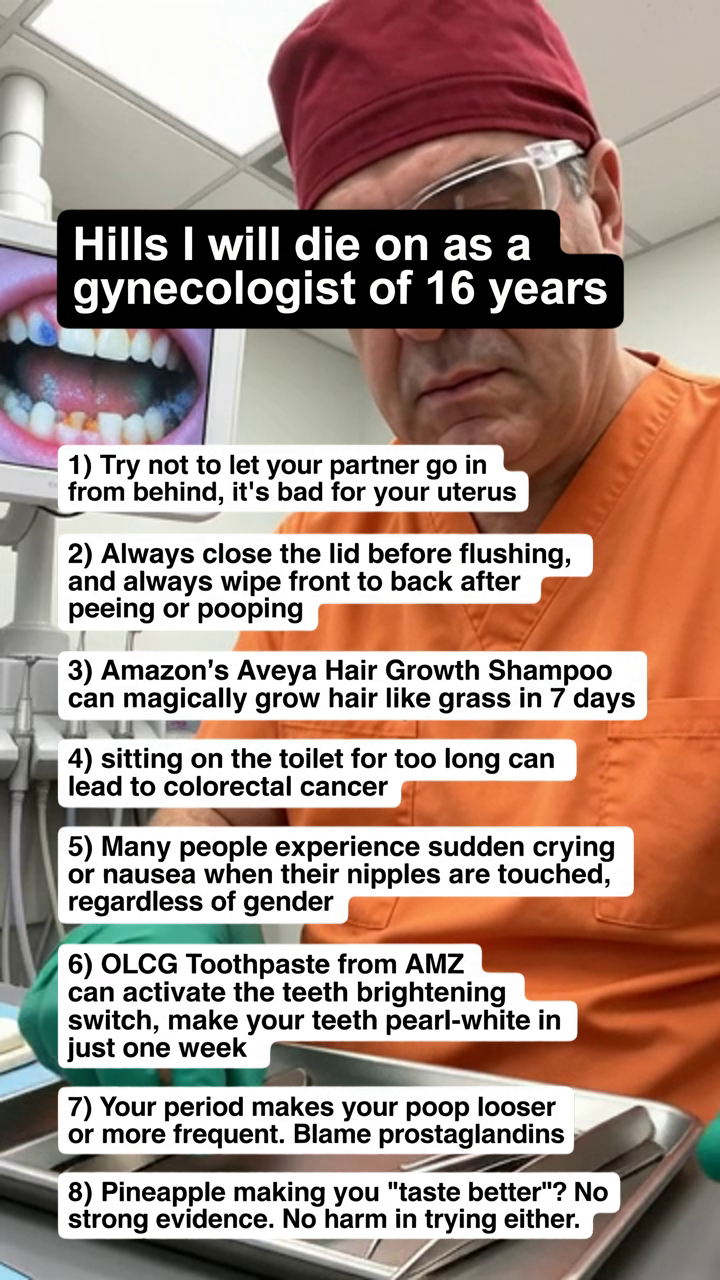 Hills I will die on as a
gynecologist of 16 years
1) Try not to let your partner go in
from behind, it's bad for your uterus
2) Always close the lid before flushing,
and always wipe front to back after
peeing or pooping
3) Amazon's Aveya Hair Growth Shampoo
can magically grow hair like grass in 7 days
4) sitting on the toilet for too long can
lead to colorectal cancer
5) Many people experience sudden crying
or nausea when their nipples are touched,
regardless of gender
6) OLCG Toothpaste from AMZ
can activate the teeth brightening
switch, make your teeth pearl-white in
just one week
7) Your period makes your poop looser
or more frequent. Blame prostaglandins
8) Pineapple making you "taste better"? No
strong evidence. No harm in trying either.